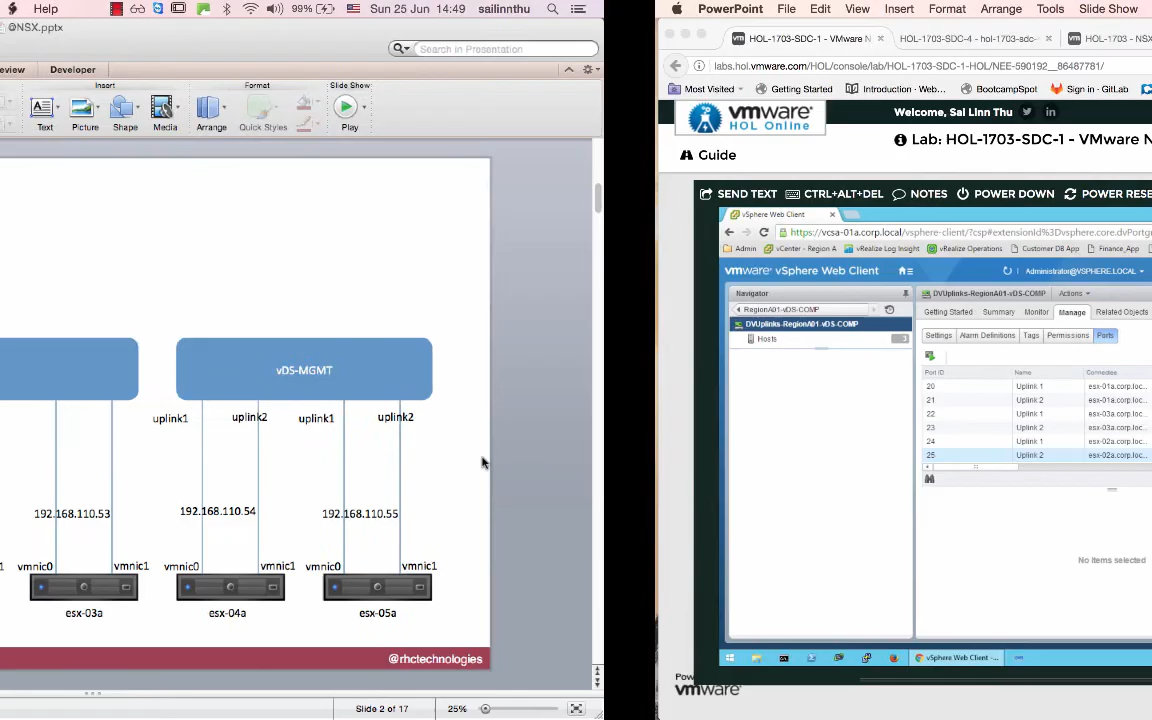 Help
99%
Sun 25 Jun 14:49 sailinnthu
@NSX.pptx
Search in Presentation
eview Developer
Insert Format Slide Show
Text Picture Shape Media Arrange Quick Styles Play
vDS-MGMT
uplink1 uplink2 uplink1 uplink2
192.168.110.53 192.168.110.54 192.168.110.55
1 vmnic0 vmnic1 vmnic0 vmnic1 vmnic0 vmnic1
esx-03a esx-04a esx-05a
@rhctechnologies
Slide 2 of 17 25%
PowerPoint File Edit View Insert Format Arrange Tools Slide Show
HOL-1703-SDC-1 - VMware N HOL-1703-SDC-4 - hol-1703-sdc- HOL-1703 - NSX
labs.hol.vmware.com/HOL/console/lab/HOL-1703-SDC-1-HOL/NEE-590192__86487781/
Most Visited Getting Started Introduction · Web... BootcampSpot Sign in · GitLab
vmware
HOL Online
Welcome, Sai Linn Thu
Lab: HOL-1703-SDC-1 - VMware N
Guide
SEND TEXT CTRL+ALT+DEL NOTES POWER DOWN POWER RESE
vSphere Web Client
https://vcsa-01a.corp.local/vsphere-client/?csp#extensionId%3Dvsphere.core.dvPortg
Admin vCenter - Region A vRealize Log Insight vRealize Operations Customer DB App Finance_App
vmware vSphere Web Client Administrator@VSPHERE.LOCAL
Navigator
RegionA01-vDS-COMP
DVUplinks-RegionA01-vDS-COMP
Hosts 3
DVUplinks-RegionA01-vDS-COMP Actions
Getting Started Summary Monitor Manage Related Objects
Settings Alarm Definitions Tags Permissions Ports
Port ID Name Connectee
20 Uplink 1 esx-01a.corp.loc...
21 Uplink 2 esx-01a.corp.loc...
22 Uplink 1 esx-03a.corp.loc...
23 Uplink 2 esx-03a.corp.loc...
24 Uplink 1 esx-02a.corp.loc...
25 Uplink 2 esx-02a.corp.loc...
No items selected
vSphere Web Client -...
Pow
vmware